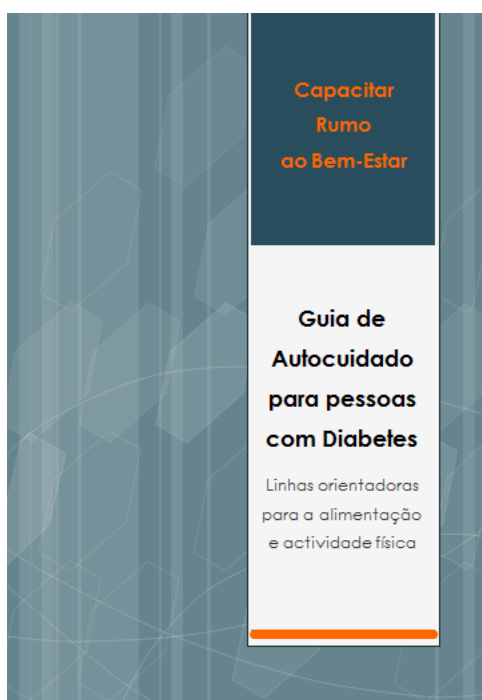 Capacitar
Rumo
ao Bem-Estar
Guia de
Autocuidado
para pessoas
com Diabetes
Linhas orientadoras
para a alimentação
e actividade física